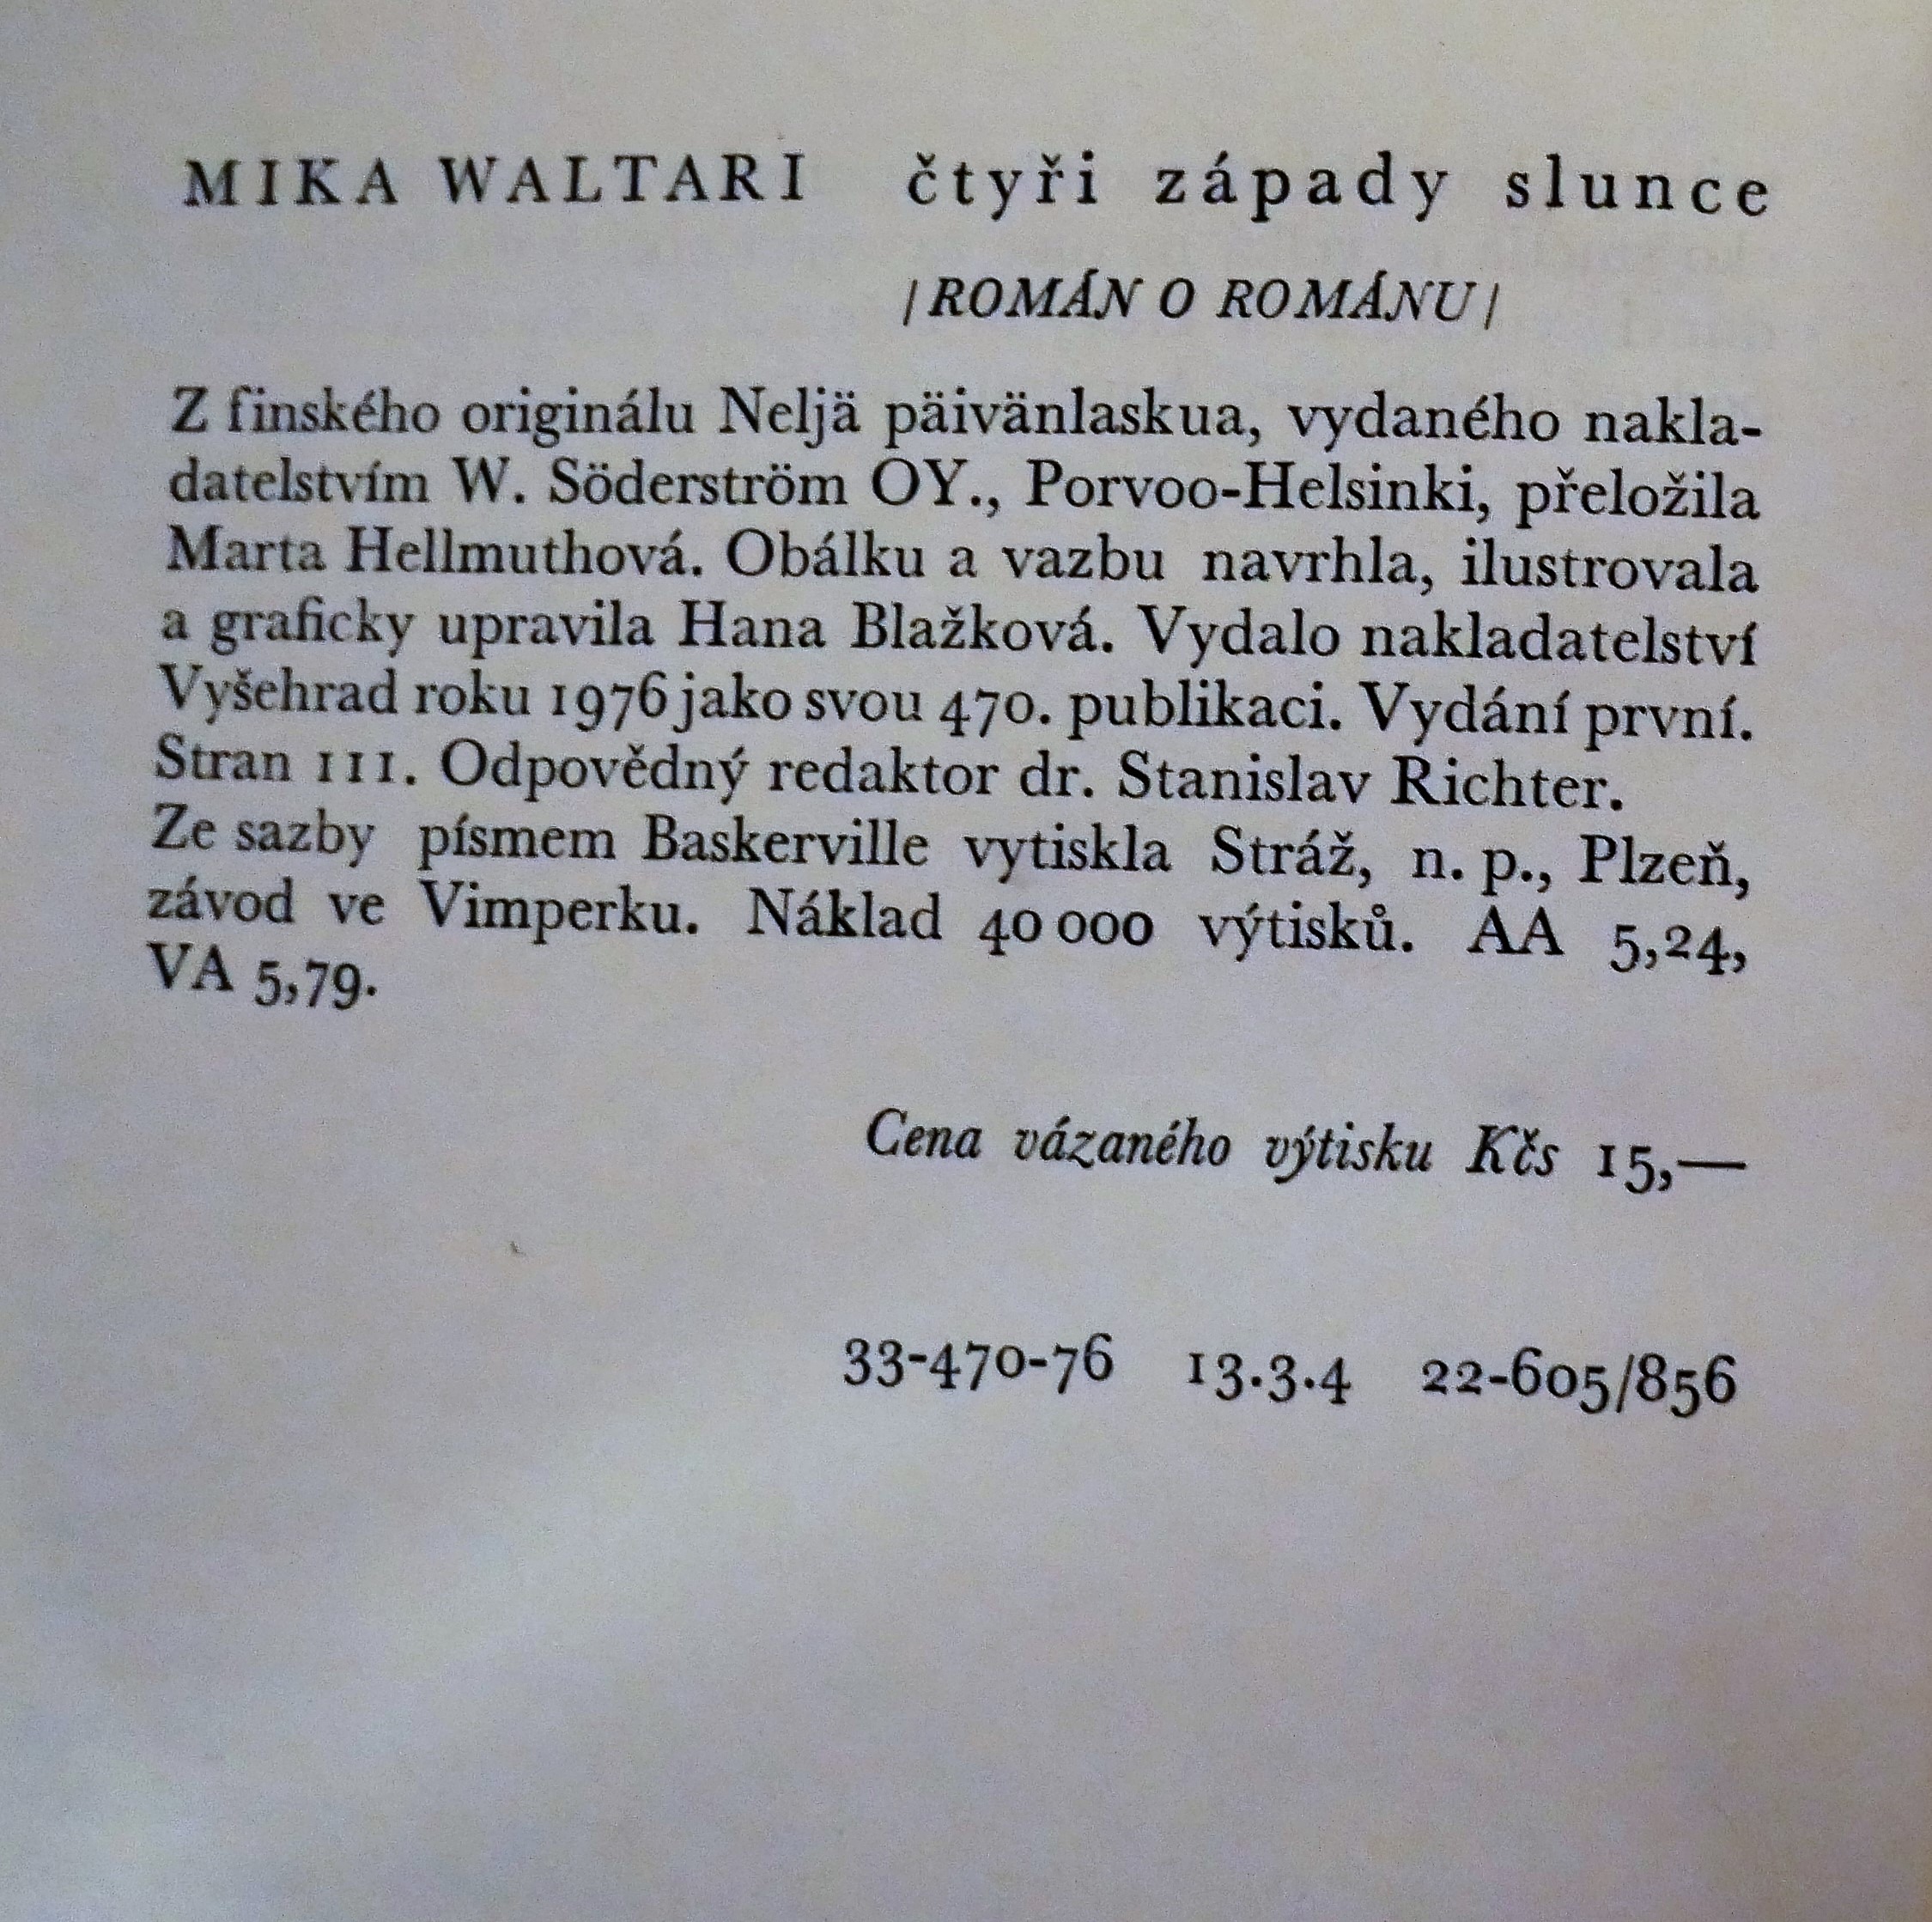 MIKA WALTARI čtyři západy slunce
/ROMÁN O ROMÁNU/
Z finského originálu Neljä päivänlaskua, vydaného nakla-
datelstvím W. Söderström OY., Porvoo-Helsinki, přeložila
Marta Hellmuthová. Obálku a vazbu navrhla, ilustrovala
a graficky upravila Hana Blažková. Vydalo nakladatelství
Vyšehrad roku 1976 jako svou 470. publikaci. Vydání první.
Stran 111. Odpovědný redaktor dr. Stanislav Richter.
Ze sazby písmem Baskerville vytiskla Stráž, n. p., Plzeň,
závod ve Vimperku. Náklad 40 000 výtisků. AA 5,24,
VA 5,79.
Cena vázaného výtisku Kčs 15,—
33-470-76 13.3.4 22-605/856